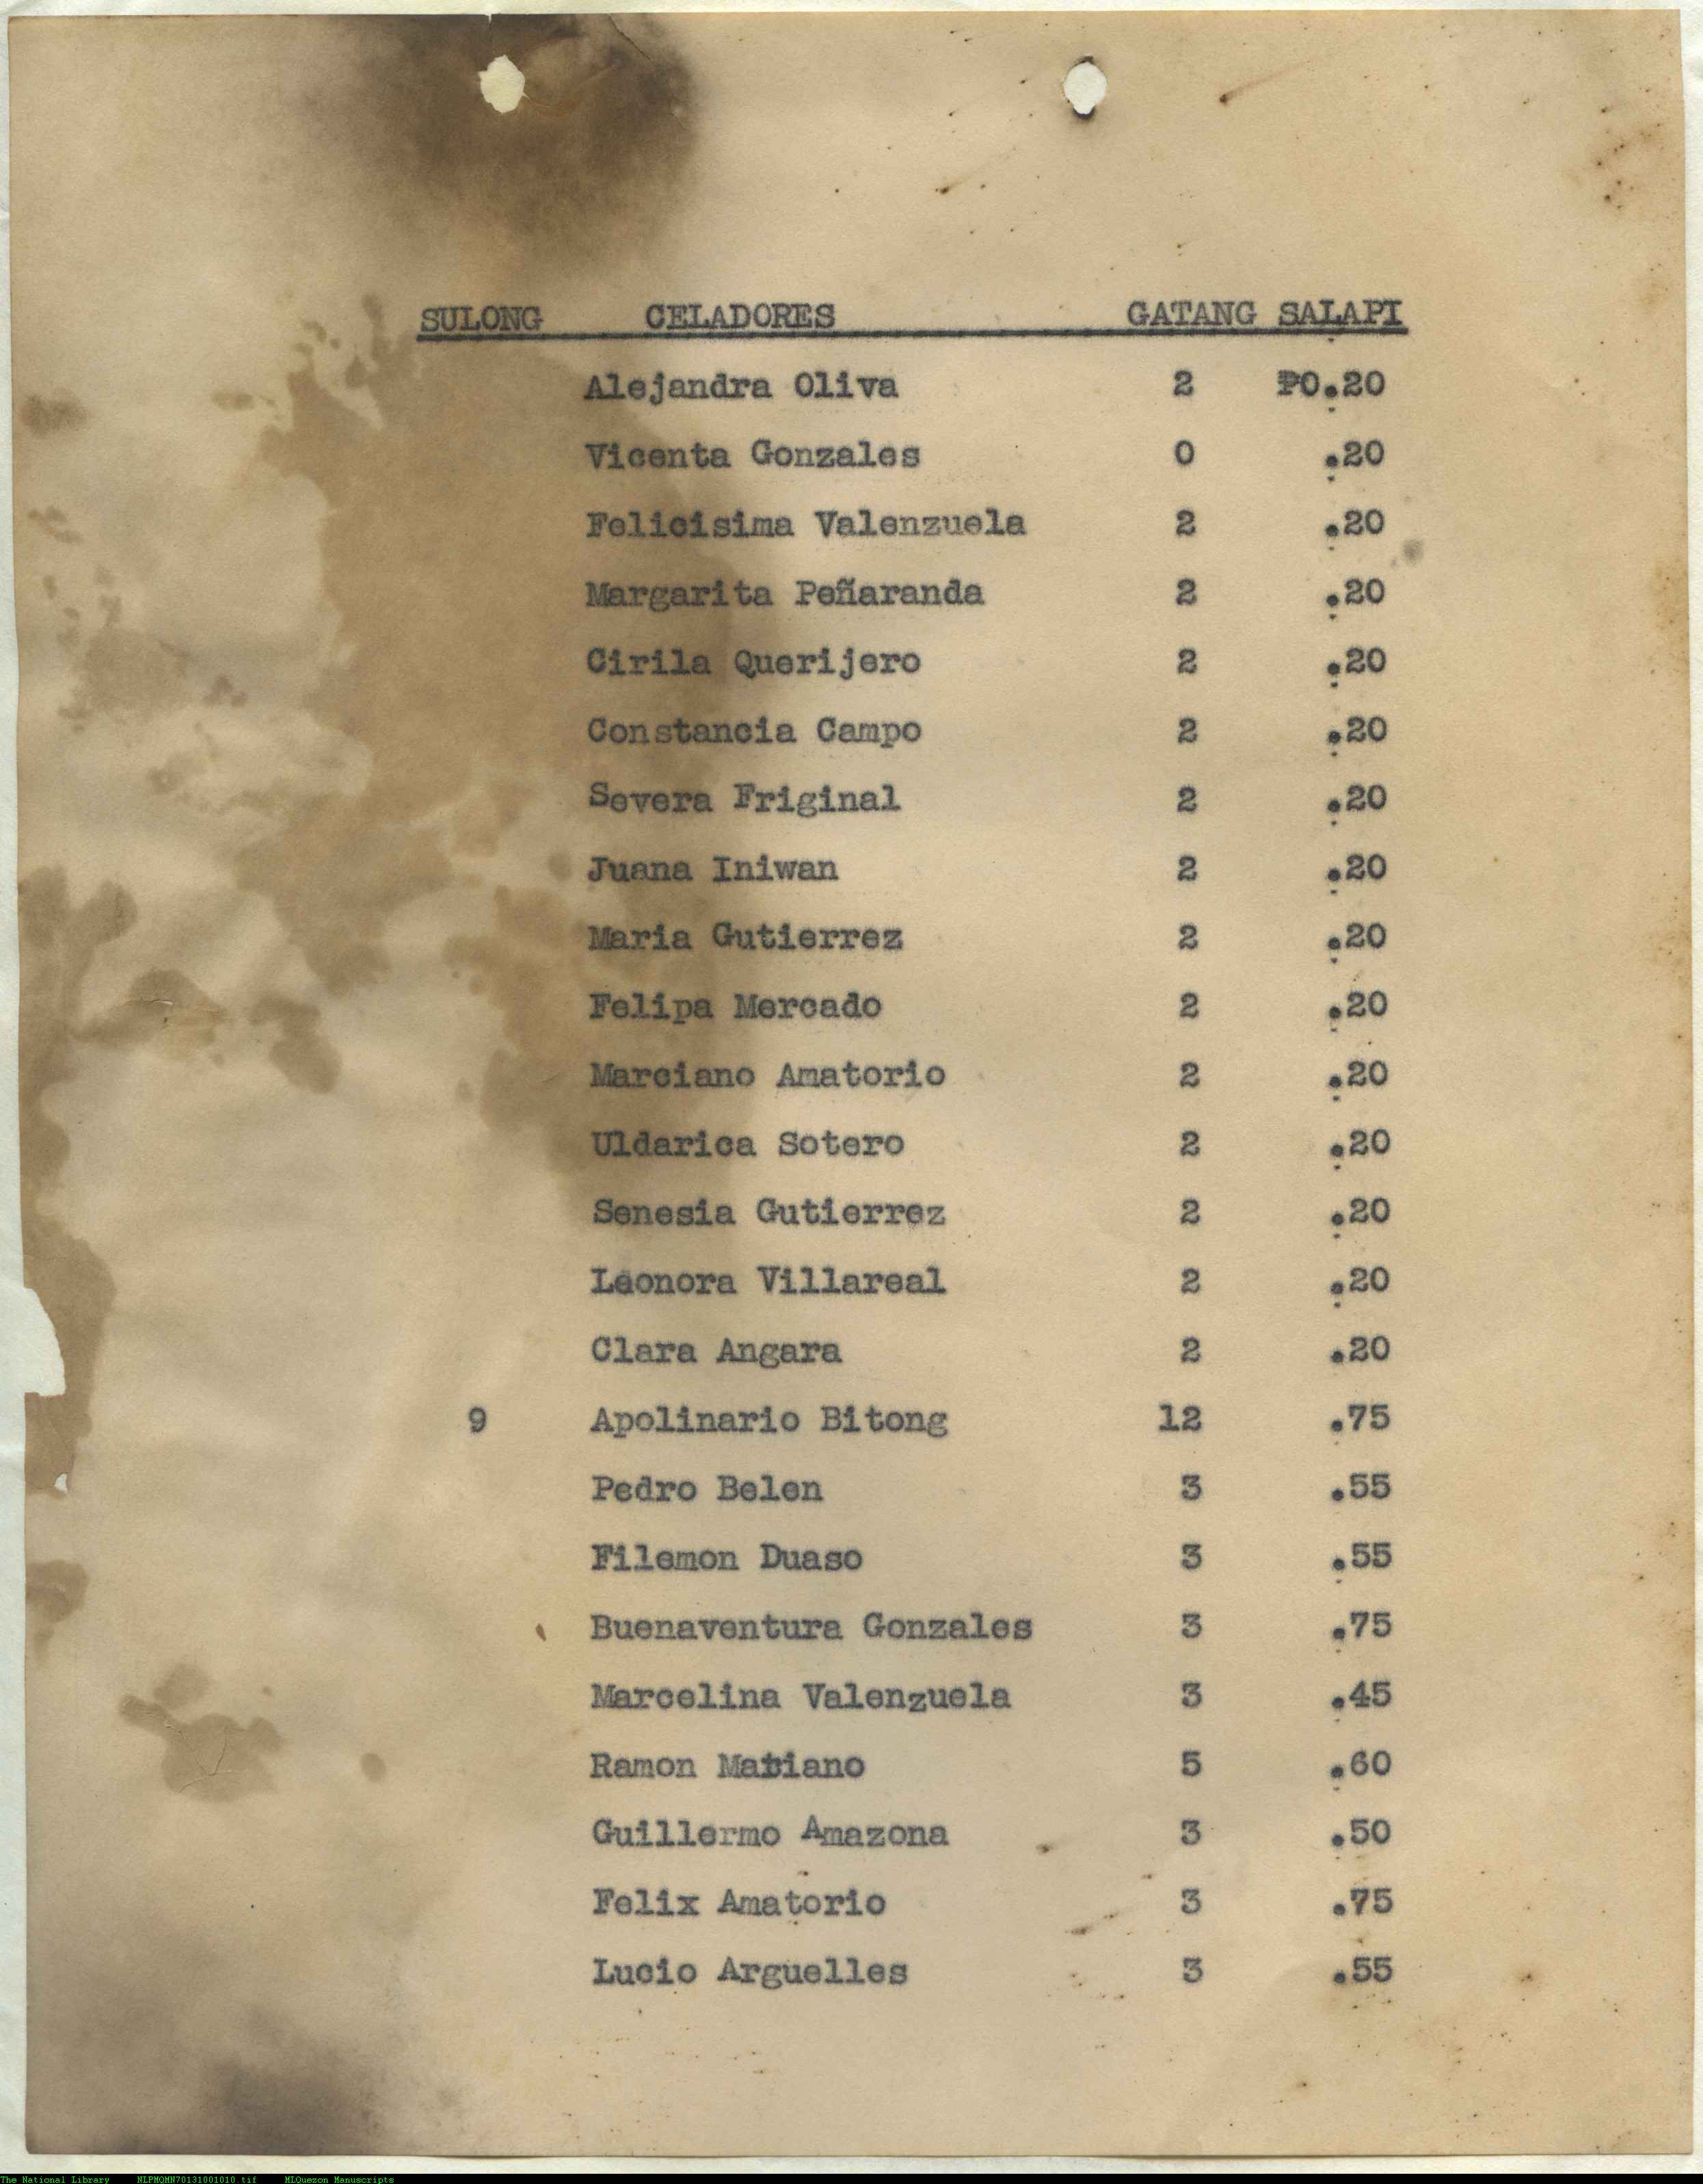 SULONG CELADORES GATANG SALAPI
Alejandra Oliva 2 ₱0.20
Vicenta Gonzales 0 .20
Felicisima Valenzuela 2 .20
Margarita Peñaranda 2 .20
Cirila Querijero 2 .20
Constancia Campo 2 .20
Severa Friginal 2 .20
Juana Iniwan 2 .20
Maria Gutierrez 2 .20
Felipa Mercado 2 .20
Marciano Amatorio 2 .20
Uldarica Sotero 2 .20
Senesia Gutierrez 2 .20
Leonora Villareal 2 .20
Clara Angara 2 .20
9 Apolinario Bitong 12 .75
Pedro Belen 3 .55
Filemon Duaso 3 .55
Buenaventura Gonzales 3 .75
Marcelina Valenzuela 3 .45
Ramon 5 .60
Guillermo Amazona 3 .50
Felix Amatorio 3 .75
Lucio Arguelles 3 .55
The National Library NLPMQMN70131001010.tif MLQuezon Manuscripts